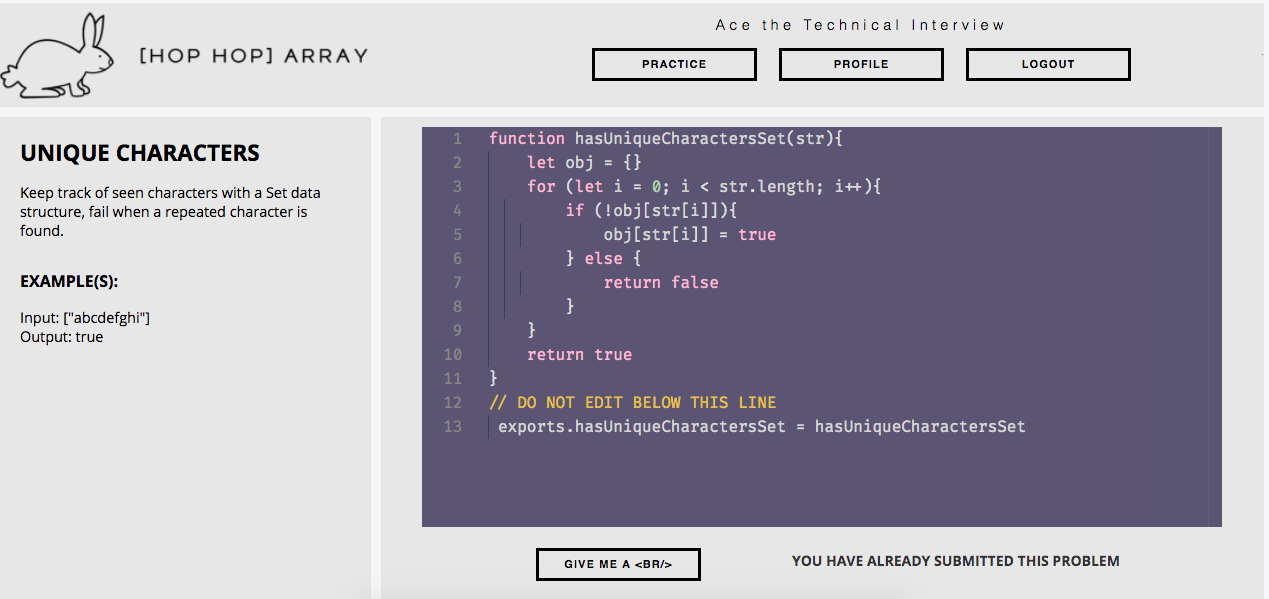 Ace the Technical Interview
[HOP HOP] ARRAY
PRACTICE
PROFILE
LOGOUT
UNIQUE CHARACTERS
Keep track of seen characters with a Set data
structure, fail when a repeated character is
found.
EXAMPLE(S):
Input: ["abcdefghi"]
Output: true
1 function hasUniqueCharactersSet(str){
2     let obj = {}
3     for (let i = 0; i < str.length; i++){
4         if (!obj[str[i]]){
5             obj[str[i]] = true
6         } else {
7             return false
8         }
9     }
10     return true
11 }
12 // DO NOT EDIT BELOW THIS LINE
13  exports.hasUniqueCharactersSet = hasUniqueCharactersSet
GIVE ME A <BR/>
YOU HAVE ALREADY SUBMITTED THIS PROBLEM